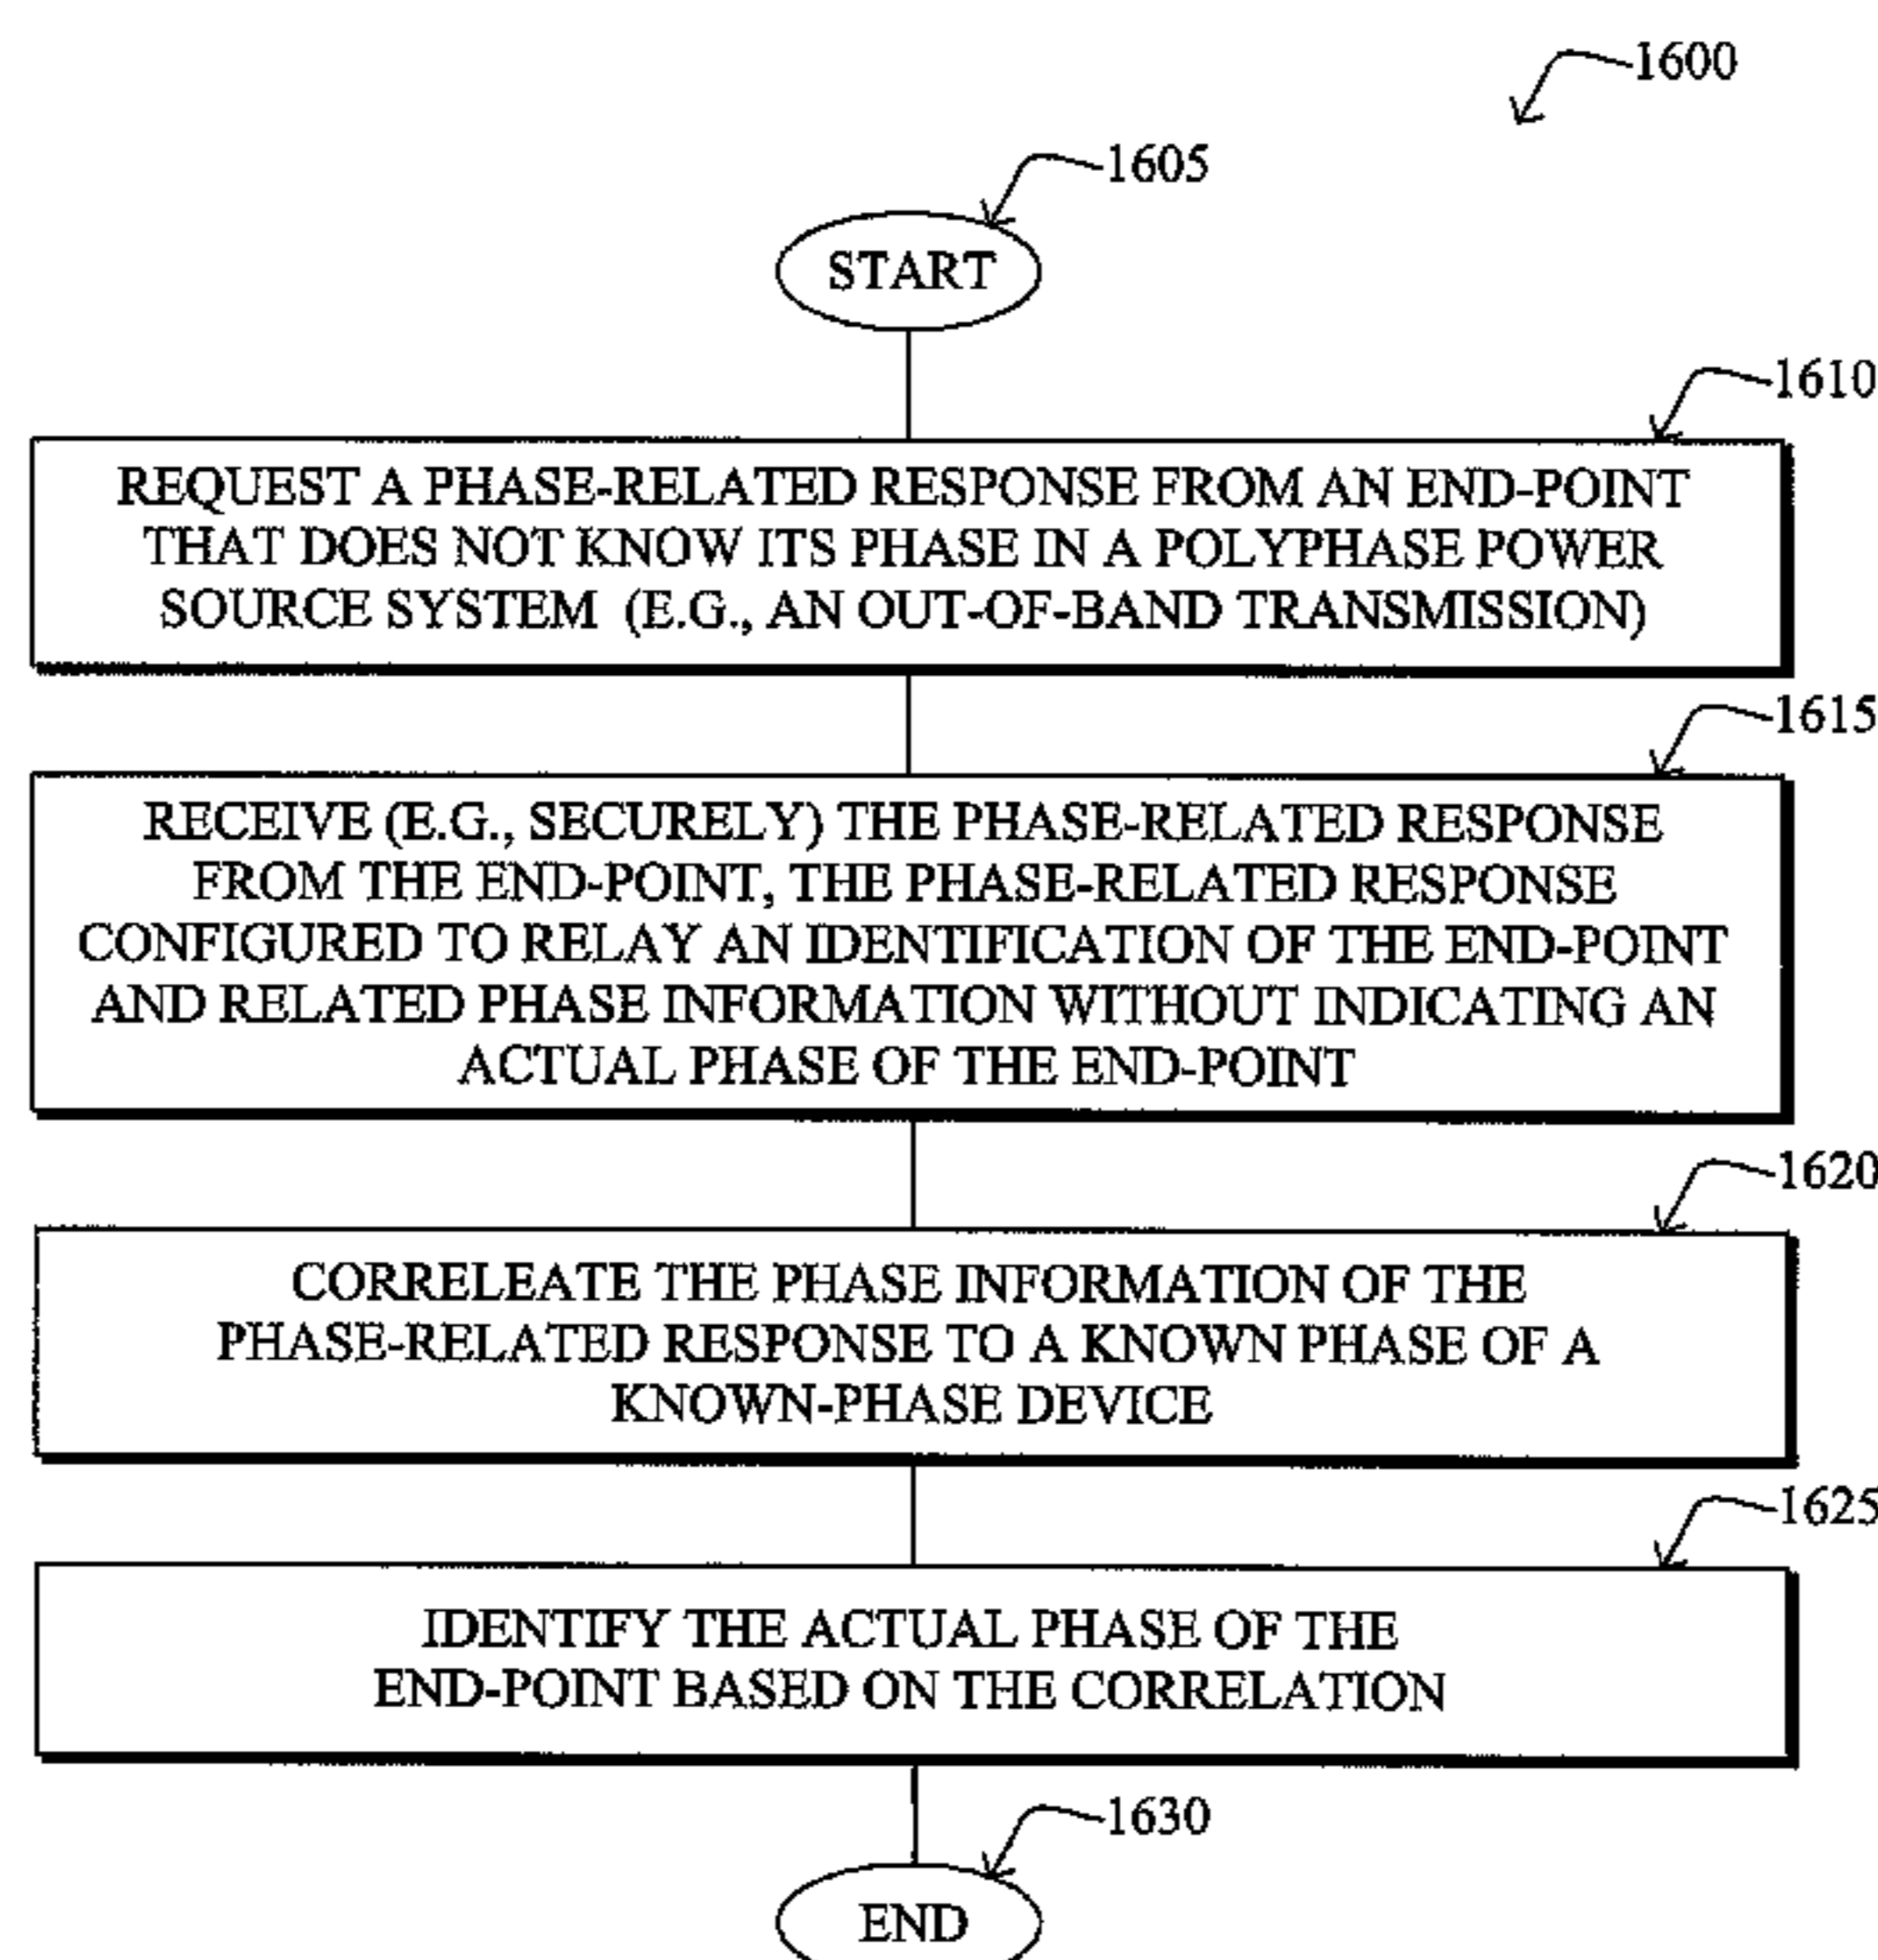 1600
1605
START
1610
REQUEST A PHASE-RELATED RESPONSE FROM AN END-POINT
THAT DOES NOT KNOW ITS PHASE IN A POLYPHASE POWER
SOURCE SYSTEM (E.G., AN OUT-OF-BAND TRANSMISSION)
1615
RECEIVE (E.G., SECURELY) THE PHASE-RELATED RESPONSE
FROM THE END-POINT, THE PHASE-RELATED RESPONSE
CONFIGURED TO RELAY AN IDENTIFICATION OF THE END-POINT
AND RELATED PHASE INFORMATION WITHOUT INDICATING AN
ACTUAL PHASE OF THE END-POINT
1620
CORRELEATE THE PHASE INFORMATION OF THE
PHASE-RELATED RESPONSE TO A KNOWN PHASE OF A
KNOWN-PHASE DEVICE
1625
IDENTIFY THE ACTUAL PHASE OF THE
END-POINT BASED ON THE CORRELATION
1630
END